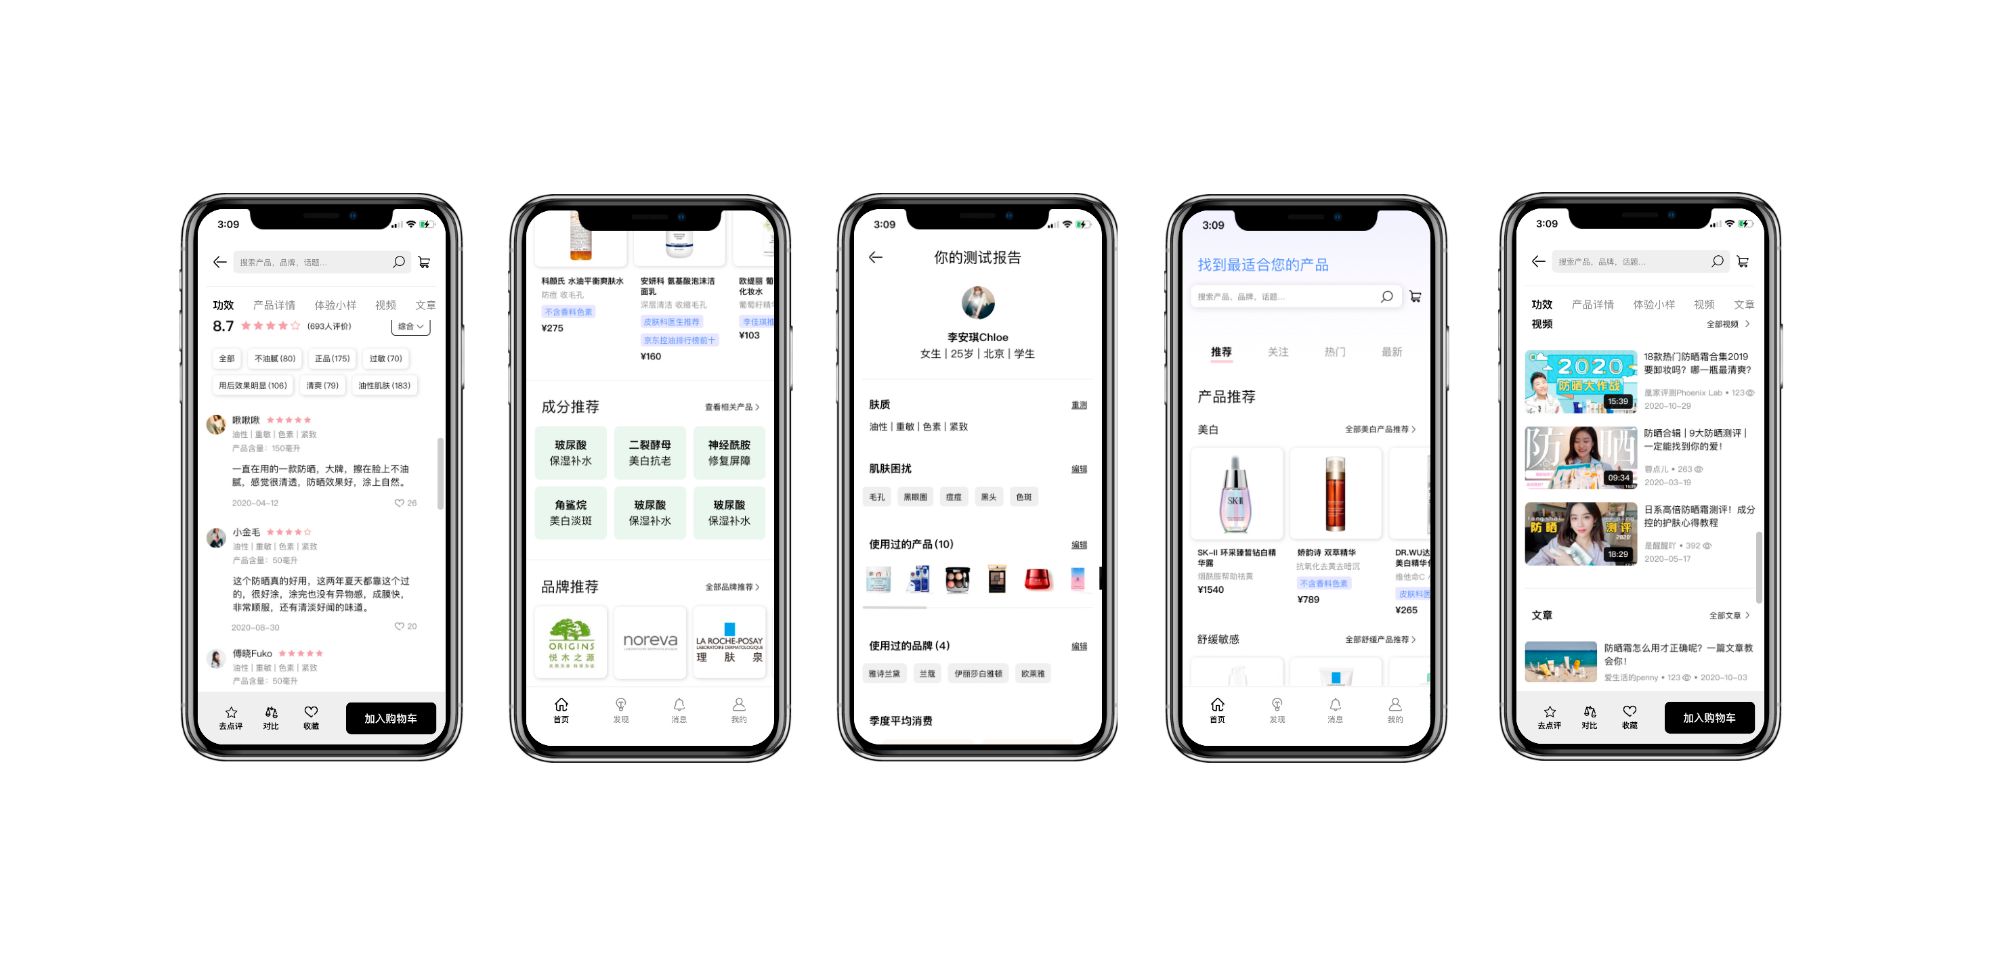 3:09
搜索产品，品牌，话题...
功效 产品详情 体验小样 视频 文章
8.7 (693人评价) 综合
全部 不油腻(80) 正品(175) 过敏(70)
用后效果明显(106) 清爽(79) 油性肌肤(183)
啾啾啾
油性 | 重敏 | 色素 | 紧致
产品含量：150毫升
一直在用的一款防晒，大牌，擦在脸上不油
腻，感觉很清透，防晒效果好，涂上自然。
2020-04-12 26
小金毛
油性 | 重敏 | 色素 | 紧致
产品含量：50毫升
这个防晒真的好用，这两年夏天都靠这个过
的，很好涂，涂完也没有异物感，成膜快，
非常顺服，还有清淡好闻的味道。
2020-08-30 20
傅晓Fuko
油性 | 重敏 | 色素 | 紧致
产品含量：50毫升
去点评 对比 收藏 加入购物车
科颜氏 水油平衡爽肤水
防痘 收毛孔
不含香料色素
¥275
安妍科 氨基酸泡沫洁
面乳
深层清洁 收缩毛孔
皮肤科医生推荐
京东控油排行榜前十
¥160
欧缇丽 葡
化妆水
葡萄籽精华
李佳琪推
¥103
成分推荐 查看相关产品 >
玻尿酸 二裂酵母 神经酰胺
保湿补水 美白抗老 修复屏障
角鲨烷 玻尿酸 玻尿酸
美白淡斑 保湿补水 保湿补水
品牌推荐 全部品牌推荐 >
ORIGINS
悦木之源
noreva
LABORATOIRE DERMATOLOGIQUE
LA ROCHE-POSAY
LABORATOIRE DERMATOLOGIQUE
理肤泉
首页 发现 消息 我的
3:09
你的测试报告
李安琪Chloe
女生 | 25岁 | 北京 | 学生
肤质 重测
油性 | 重敏 | 色素 | 紧致
肌肤困扰 编辑
毛孔 黑眼圈 痘痘 黑头 色斑
使用过的产品(10) 编辑
使用过的品牌 (4) 编辑
雅诗兰黛 兰蔻 伊丽莎白雅顿 欧莱雅
季度平均消费
3:09
找到最适合您的产品
搜索产品，品牌，话题...
推荐 关注 热门 最新
产品推荐
美白 全部美白产品推荐 >
SK-II
SK-II 环采臻皙钻白精
华露
烟酰胺帮助祛黄
¥1540
娇韵诗 双萃精华
抗氧化去黄去暗沉
不含香料色素
¥789
DR.WU达
美白精华
维他命C
皮肤科医
¥265
舒缓敏感 全部舒缓产品推荐 >
首页 发现 消息 我的
3:09
搜索产品，品牌，话题...
功效 产品详情 体验小样 视频 文章
视频 全部视频 >
2020
防晒大作战
15:39
18款热门防晒霜合集2019
要卸妆吗？哪一瓶最清爽?
凰家评测Phoenix Lab • 123
2020-10-29
防晒
09:34
防晒合辑 | 9大防晒测评 |
一定能找到你的爱！
蓉点儿 • 263
2020-03-19
防晒 测评
2020
18:29
日系高倍防晒霜测评！成分
控的护肤心得教程
是醒醒吖 • 392
2020-05-17
文章 全部文章 >
防晒霜怎么用才正确呢？一篇文章教
会你！
爱生活的penny • 123 • 2020-10-03
去点评 对比 收藏 加入购物车